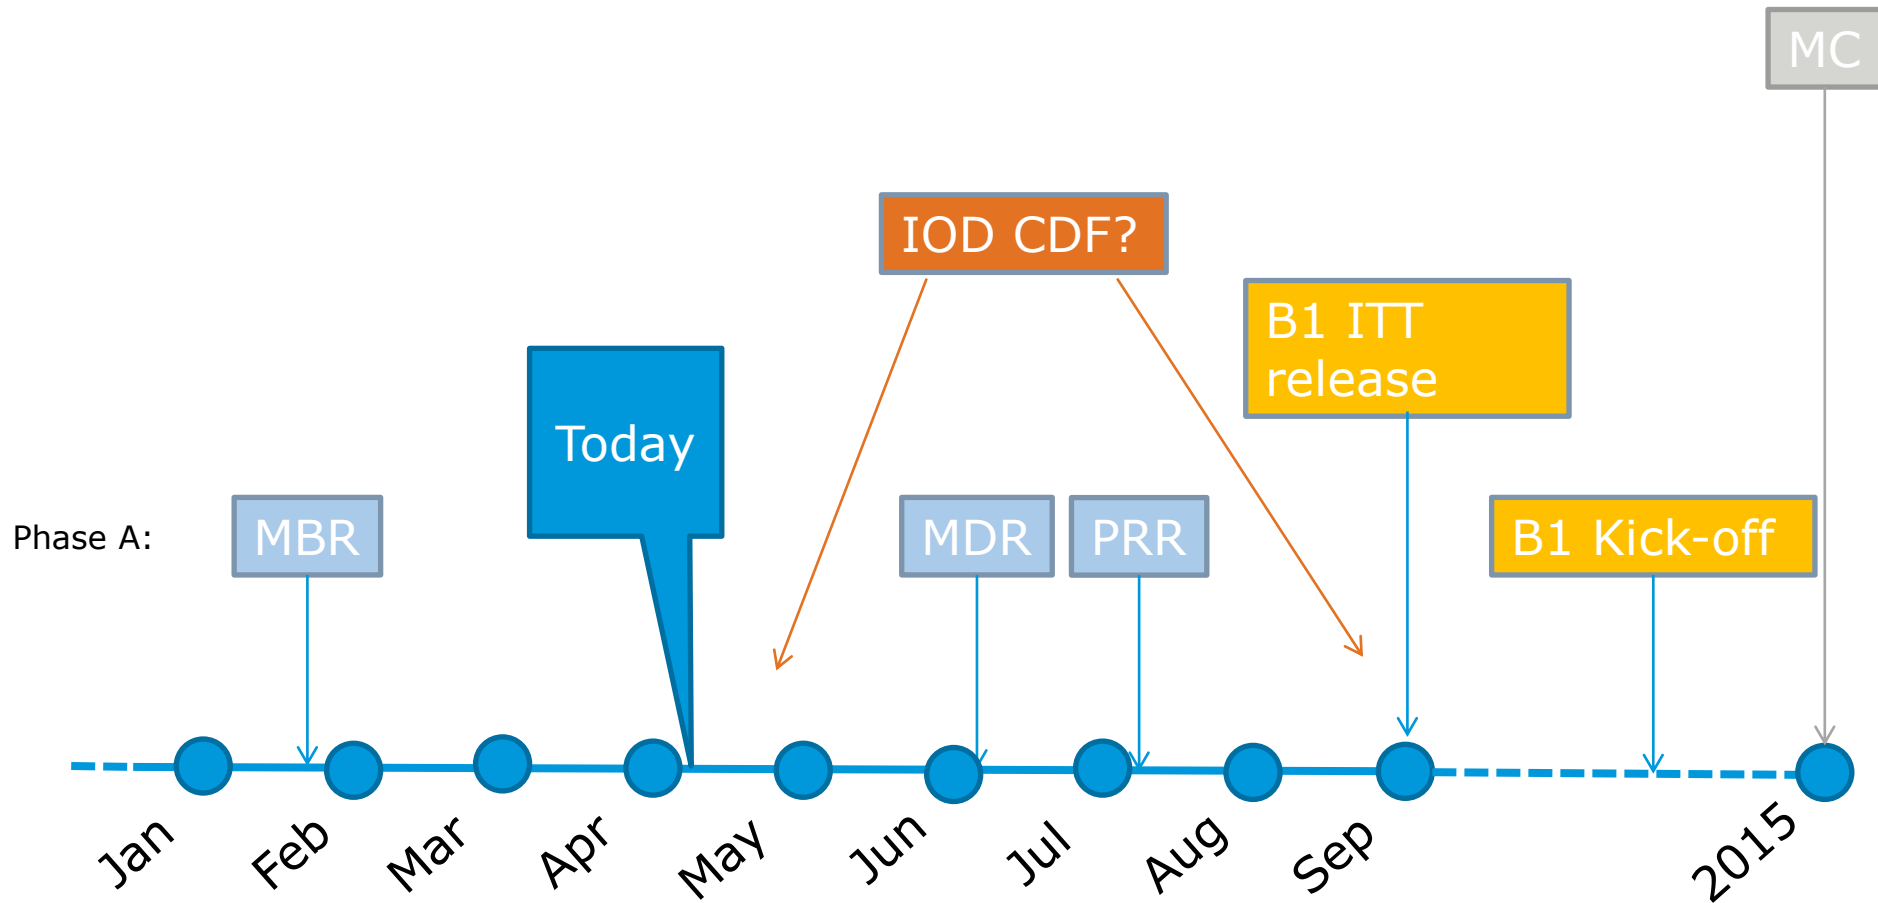 MC
IOD CDF?
B1 ITT
release
Today
Phase A:
MBR
MDR
PRR
B1 Kick-off
Jan
Feb
Mar
Apr
May
Jun
Jul
Aug
Sep
2015